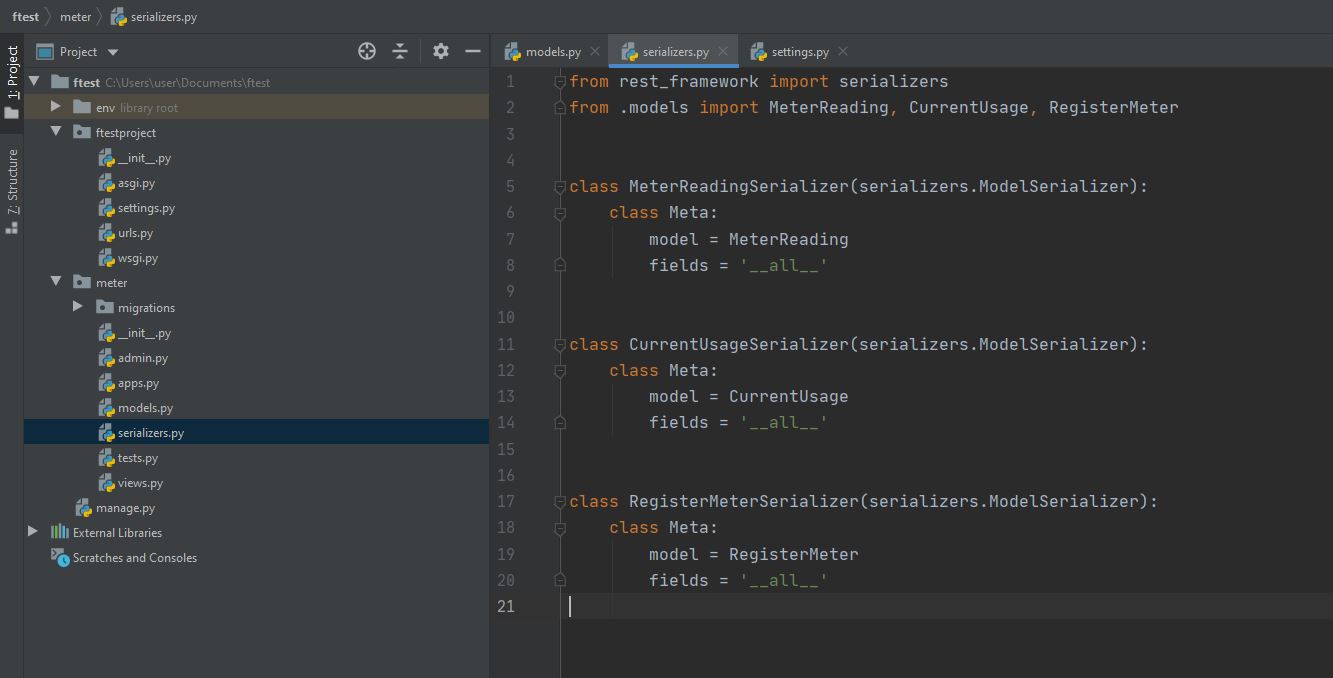 ftest meter serializers.py
1: Project
7: Structure
Project
ftest C:\Users\user\Documents\ftest
env library root
ftestproject
__init__.py
asgi.py
settings.py
urls.py
wsgi.py
meter
migrations
__init__.py
admin.py
apps.py
models.py
serializers.py
tests.py
views.py
manage.py
External Libraries
Scratches and Consoles
models.py serializers.py settings.py
1 from rest_framework import serializers
2 from .models import MeterReading, CurrentUsage, RegisterMeter
3
4
5 class MeterReadingSerializer(serializers.ModelSerializer):
6     class Meta:
7         model = MeterReading
8         fields = '__all__'
9
10
11 class CurrentUsageSerializer(serializers.ModelSerializer):
12     class Meta:
13         model = CurrentUsage
14         fields = '__all__'
15
16
17 class RegisterMeterSerializer(serializers.ModelSerializer):
18     class Meta:
19         model = RegisterMeter
20         fields = '__all__'
21